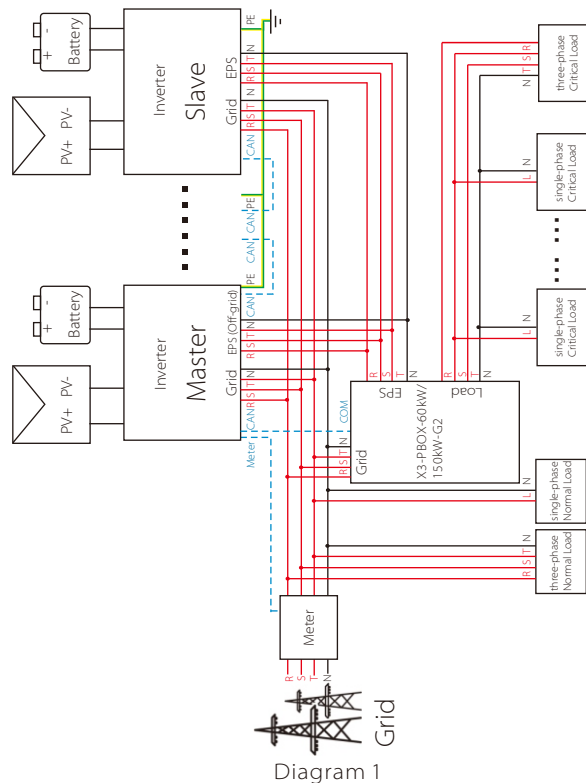 Battery
PV+ PV-
Inverter
Slave
Grid
R S T N
EPS
R S T N
PE
CAN
CAN
PE
CAN
Battery
PV+ PV-
Inverter
Master
Meter
CAN
Grid
R S T N
EPS (Off-grid)
R S T N
CAN
PE
COM
Grid
R S T N
X3-PBOX-60kW/
150kW-G2
EPS
R S T N
Load
R S T N
three-phase
Critical Load
N T S R
single-phase
Critical Load
L N
single-phase
Critical Load
L N
single-phase
Normal Load
L N
three-phase
Normal Load
R S T N
Meter
R
S
T
N
Grid
Diagram 1